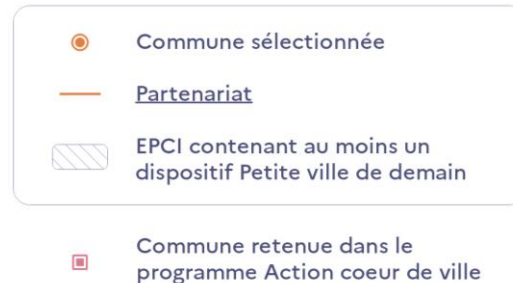 Commune sélectionnée
Partenariat
EPCI contenant au moins un
dispositif Petite ville de demain
Commune retenue dans le
programme Action coeur de ville